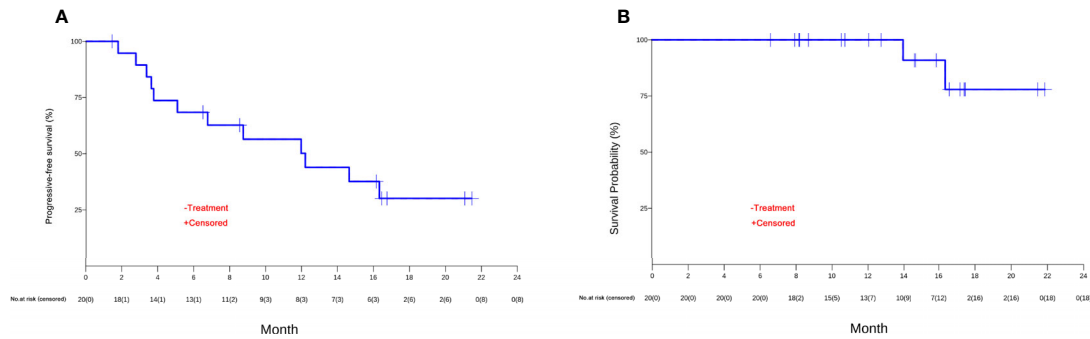 A
Progressive-free survival (%)
100
75
50
25
-Treatment
+Censored
0 2 4 6 8 10 12 14 16 18 20 22 24
No.at risk (censored) 20(0) 18(1) 14(1) 13(1) 11(2) 9(3) 8(3) 7(3) 6(3) 2(6) 2(6) 0(8) 0(8)
Month
B
Survival Probability (%)
100
75
50
25
-Treatment
+Censored
0 2 4 6 8 10 12 14 16 18 20 22 24
No.at risk (censored) 20(0) 20(0) 20(0) 20(0) 18(2) 15(5) 13(7) 10(9) 7(12) 2(16) 2(16) 0(18) 0(18
Month